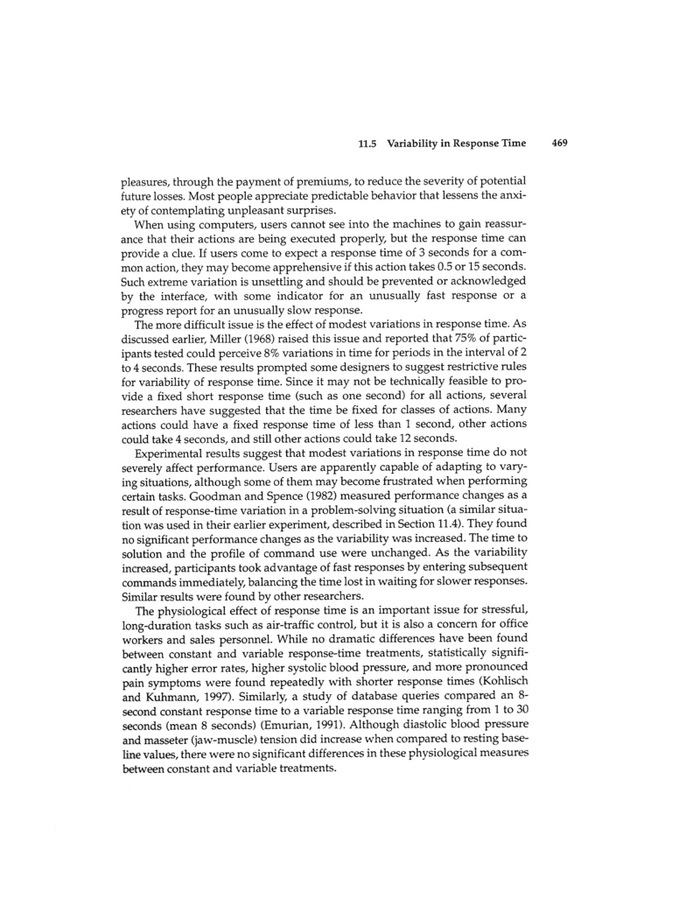 11.5 Variability in Response Time 469
pleasures, through the payment of premiums, to reduce the severity of potential
future losses. Most people appreciate predictable behavior that lessens the anxi-
ety of contemplating unpleasant surprises.
When using computers, users cannot see into the machines to gain reassur-
ance that their actions are being executed properly, but the response time can
provide a clue. If users come to expect a response time of 3 seconds for a com-
mon action, they may become apprehensive if this action takes 0.5 or 15 seconds.
Such extreme variation is unsettling and should be prevented or acknowledged
by the interface, with some indicator for an unusually fast response or a
progress report for an unusually slow response.
The more difficult issue is the effect of modest variations in response time. As
discussed earlier, Miller (1968) raised this issue and reported that 75% of partic-
ipants tested could perceive 8% variations in time for periods in the interval of 2
to 4 seconds. These results prompted some designers to suggest restrictive rules
for variability of response time. Since it may not be technically feasible to pro-
vide a fixed short response time (such as one second) for all actions, several
researchers have suggested that the time be fixed for classes of actions. Many
actions could have a fixed response time of less than 1 second, other actions
could take 4 seconds, and still other actions could take 12 seconds.
Experimental results suggest that modest variations in response time do not
severely affect performance. Users are apparently capable of adapting to vary-
ing situations, although some of them may become frustrated when performing
certain tasks. Goodman and Spence (1982) measured performance changes as a
result of response-time variation in a problem-solving situation (a similar situa-
tion was used in their earlier experiment, described in Section 11.4). They found
no significant performance changes as the variability was increased. The time to
solution and the profile of command use were unchanged. As the variability
increased, participants took advantage of fast responses by entering subsequent
commands immediately, balancing the time lost in waiting for slower responses.
Similar results were found by other researchers.
The physiological effect of response time is an important issue for stressful,
long-duration tasks such as air-traffic control, but it is also a concern for office
workers and sales personnel. While no dramatic differences have been found
between constant and variable response-time treatments, statistically signifi-
cantly higher error rates, higher systolic blood pressure, and more pronounced
pain symptoms were found repeatedly with shorter response times (Kohlisch
and Kuhmann, 1997). Similarly, a study of database queries compared an 8-
second constant response time to a variable response time ranging from 1 to 30
seconds (mean 8 seconds) (Emurian, 1991). Although diastolic blood pressure
and masseter (jaw-muscle) tension did increase when compared to resting base-
line values, there were no significant differences in these physiological measures
between constant and variable treatments.